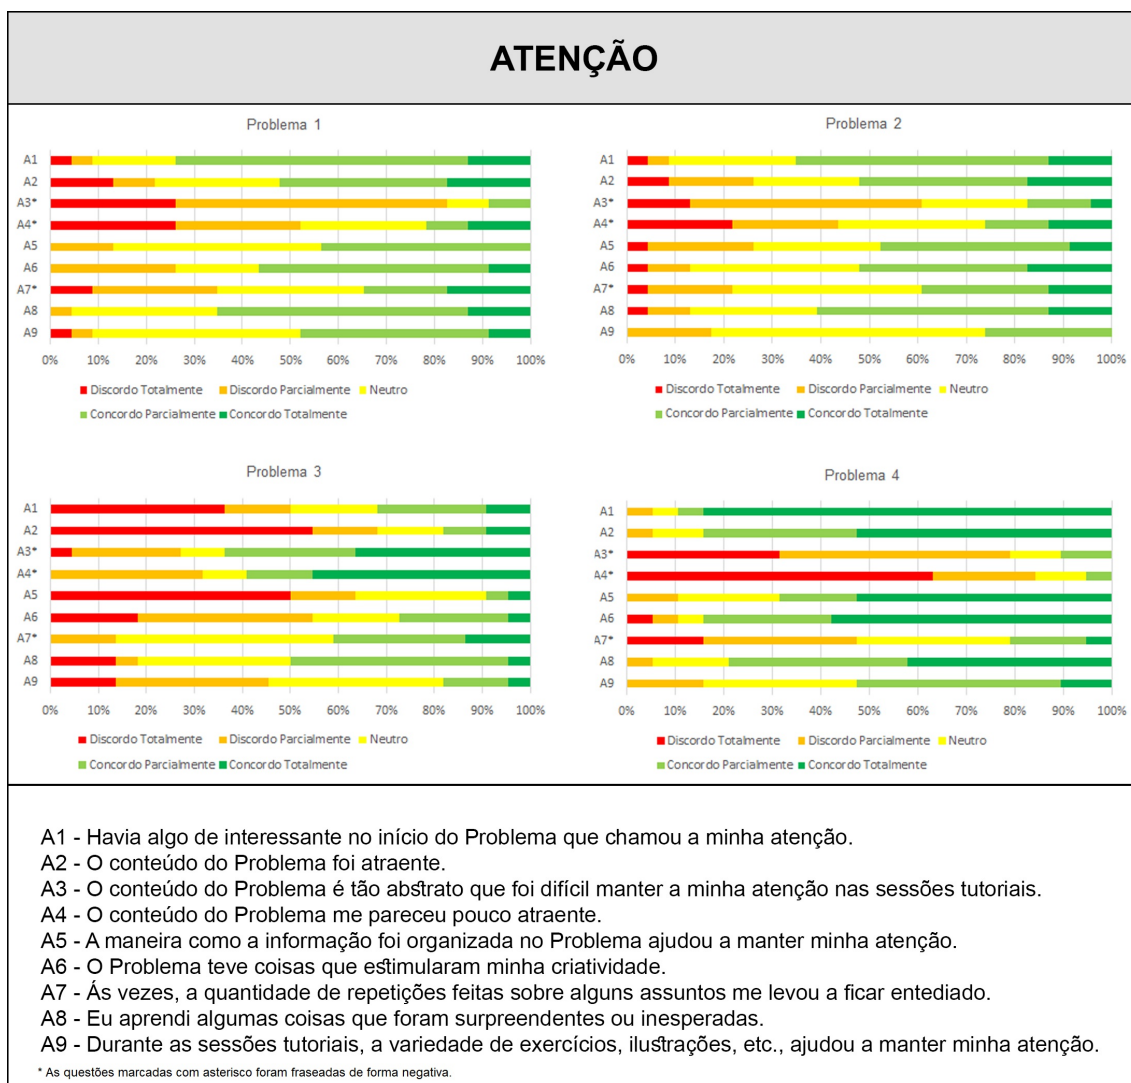 ATENÇÃO
Problema 1
A1
A2
A3*
A4*
A5
A6
A7*
A8
A9
0% 10% 20% 30% 40% 50% 60% 70% 80% 90% 100%
Discordo Totalmente Discordo Parcialmente Neutro
Concordo Parcialmente Concordo Totalmente
Problema 2
A1
A2
A3*
A4*
A5
A6
A7*
A8
A9
0% 10% 20% 30% 40% 50% 60% 70% 80% 90% 100%
Discordo Totalmente Discordo Parcialmente Neutro
Concordo Parcialmente Concordo Totalmente
Problema 3
A1
A2
A3*
A4*
A5
A6
A7*
A8
A9
0% 10% 20% 30% 40% 50% 60% 70% 80% 90% 100%
Discordo Totalmente Discordo Parcialmente Neutro
Concordo Parcialmente Concordo Totalmente
Problema 4
A1
A2
A3*
A4*
A5
A6
A7*
A8
A9
0% 10% 20% 30% 40% 50% 60% 70% 80% 90% 100%
Discordo Totalmente Discordo Parcialmente Neutro
Concordo Parcialmente Concordo Totalmente
A1 - Havia algo de interessante no início do Problema que chamou a minha atenção.
A2 - O conteúdo do Problema foi atraente.
A3 - O conteúdo do Problema é tão abstrato que foi difícil manter a minha atenção nas sessões tutoriais.
A4 - O conteúdo do Problema me pareceu pouco atraente.
A5 - A maneira como a informação foi organizada no Problema ajudou a manter minha atenção.
A6 - O Problema teve coisas que estimularam minha criatividade.
A7 - Ás vezes, a quantidade de repetições feitas sobre alguns assuntos me levou a ficar entediado.
A8 - Eu aprendi algumas coisas que foram surpreendentes ou inesperadas.
A9 - Durante as sessões tutoriais, a variedade de exercícios, ilustrações, etc., ajudou a manter minha atenção.
* As questões marcadas com asterisco foram fraseadas de forma negativa.